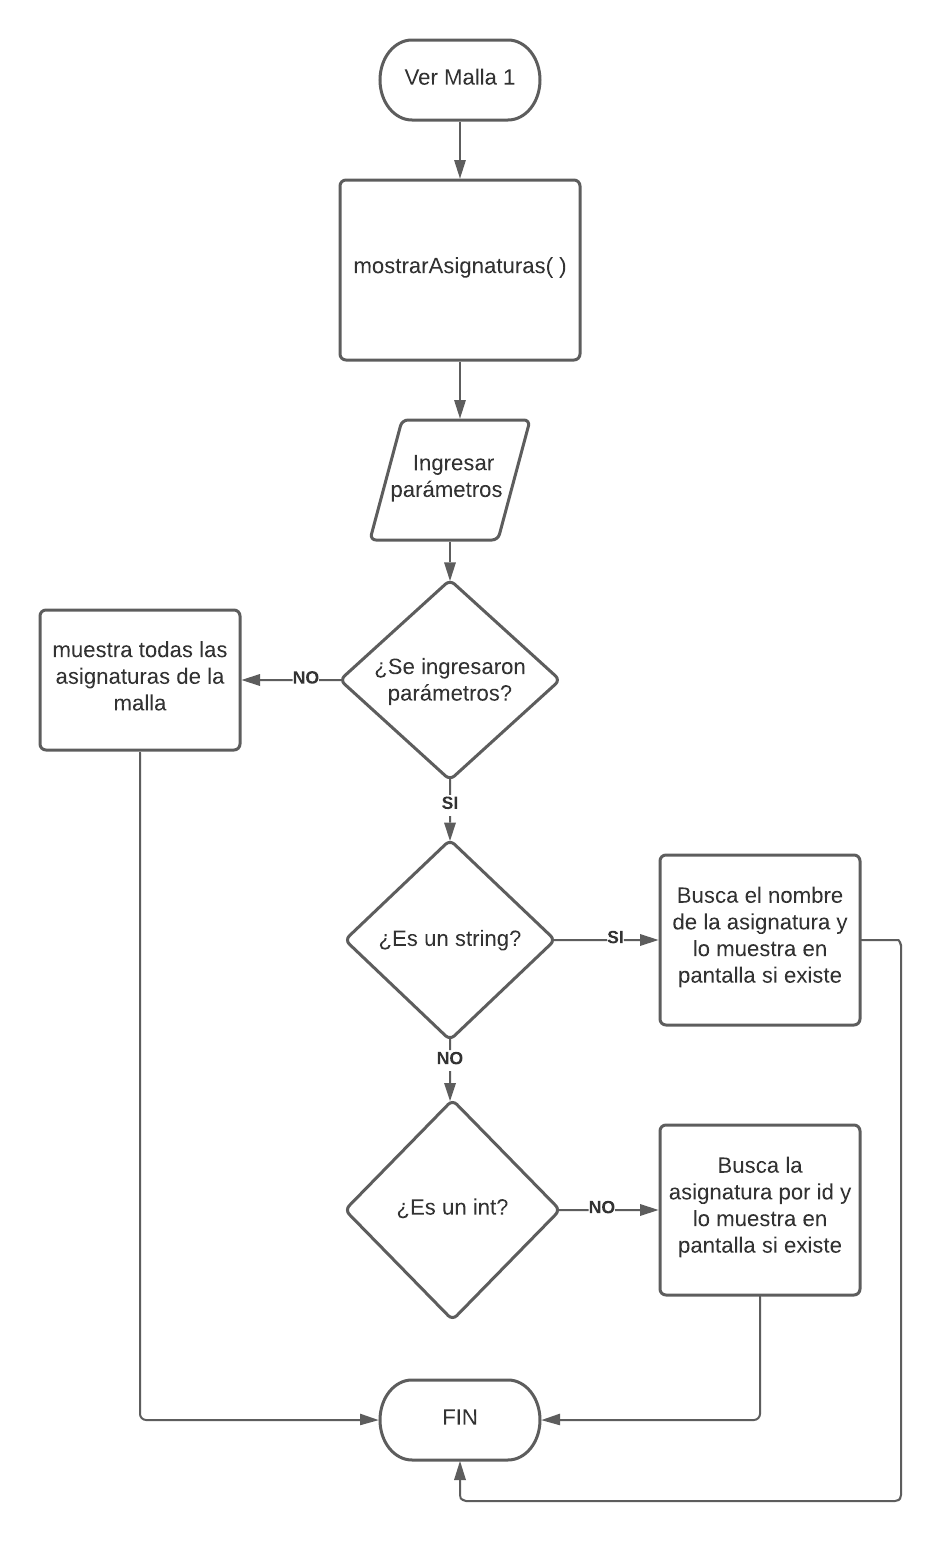 Ver Malla 1
mostrarAsignaturas( )
Ingresar
parámetros
¿Se ingresaron
parámetros?
NO
muestra todas las
asignaturas de la
malla
SI
¿Es un string?
SI
Busca el nombre
de la asignatura y
lo muestra en
pantalla si existe
NO
¿Es un int?
NO
Busca la
asignatura por id y
lo muestra en
pantalla si existe
FIN